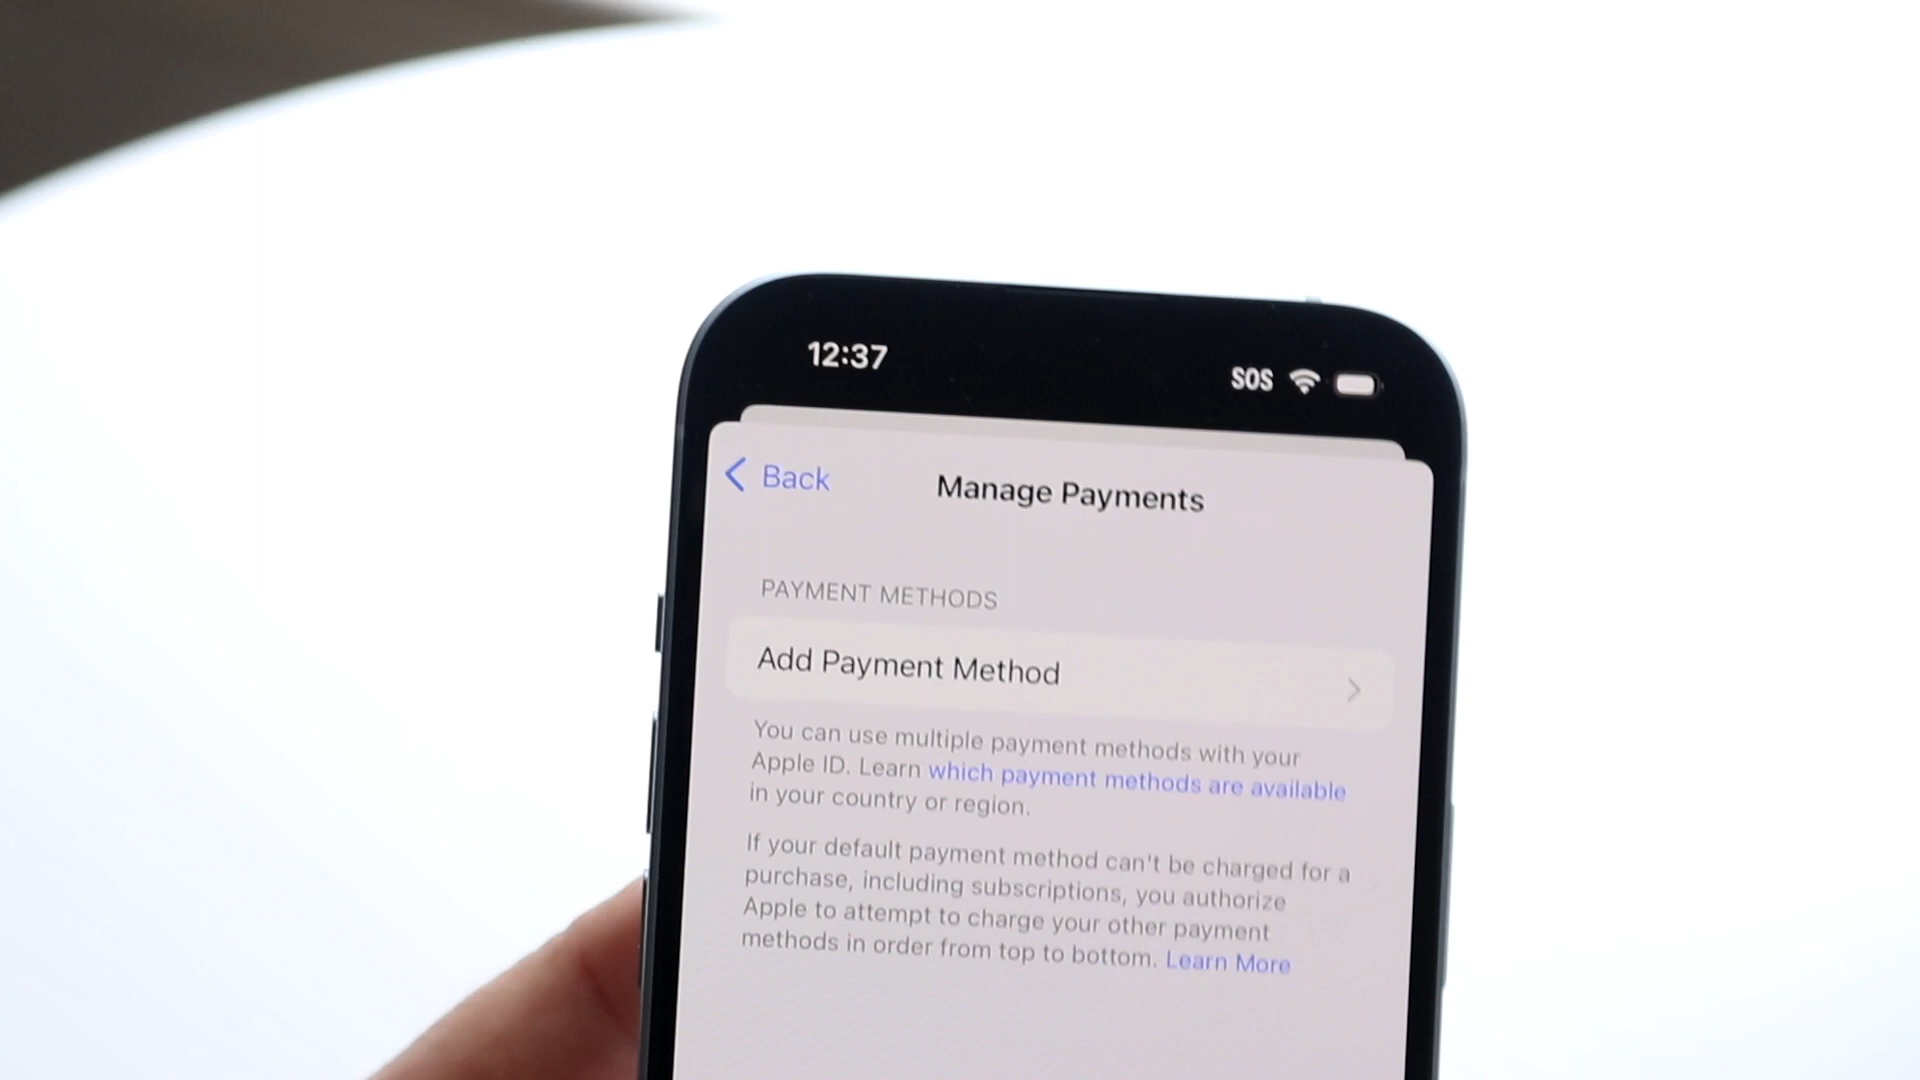 12:37
SOS
Back
Manage Payments
PAYMENT METHODS
Add Payment Method
You can use multiple payment methods with your
Apple ID. Learn which payment methods are available
in your country or region.
If your default payment method can't be charged for a
purchase, including subscriptions, you authorize
Apple to attempt to charge your other payment
methods in order from top to bottom. Learn More